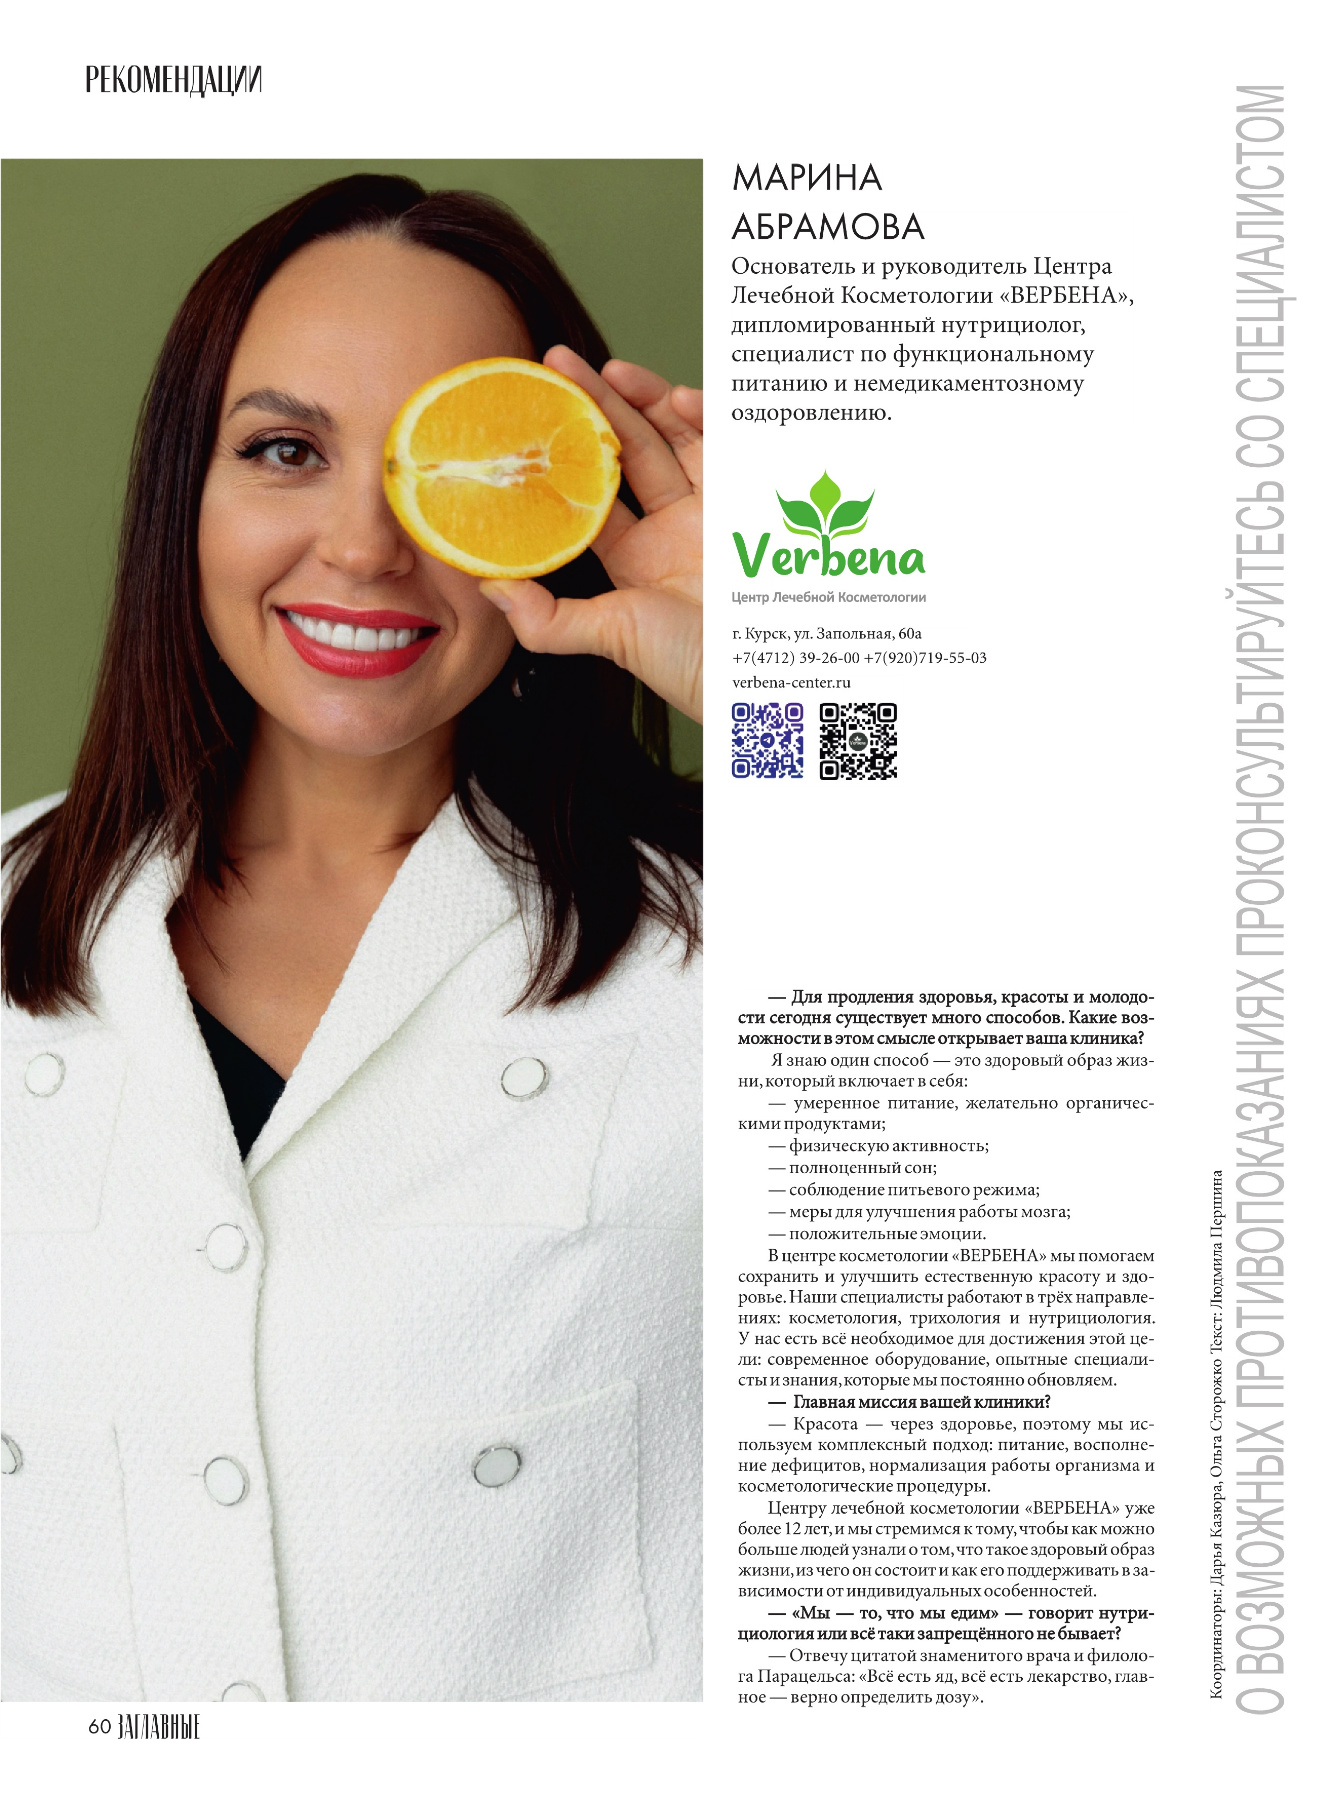 РЕКОМЕНДАЦИИ
МАРИНА
АБРАМОВА
Основатель и руководитель Центра
Лечебной Косметологии «ВЕРБЕНА»,
дипломированный нутрициолог,
специалист по функциональному
питанию и немедикаментозному
оздоровлению.
Verbena
Центр Лечебной Косметологии
г. Курск, ул. Запольная, 60а
+7(4712) 39-26-00 +7(920)719-55-03
verbena-center.ru
Verbena
— Для продления здоровья, красоты и молодо-
сти сегодня существует много способов. Какие воз-
можности в этом смысле открывает ваша клиника?
Я знаю один способ — это здоровый образ жиз-
ни, который включает в себя:
— умеренное питание, желательно органичес-
кими продуктами;
— физическую активность;
— полноценный сон;
— соблюдение питьевого режима;
— меры для улучшения работы мозга;
— положительные эмоции.
В центре косметологии «ВЕРБЕНА» мы помогаем
сохранить и улучшить естественную красоту и здо-
ровье. Наши специалисты работают в трёх направле-
ниях: косметология, трихология и нутрициология.
У нас есть всё необходимое для достижения этой це-
ли: современное оборудование, опытные специали-
сты и знания, которые мы постоянно обновляем.
— Главная миссия вашей клиники?
— Красота — через здоровье, поэтому мы ис-
пользуем комплексный подход: питание, восполне-
ние дефицитов, нормализация работы организма и
косметологические процедуры.
Центру лечебной косметологии «ВЕРБЕНА» уже
более 12 лет, и мы стремимся к тому, чтобы как можно
больше людей узнали о том, что такое здоровый образ
жизни, из чего он состоит и как его поддерживать в за-
висимости от индивидуальных особенностей.
— «Мы — то, что мы едим» — говорит нутри-
циология или всё таки запрещённого не бывает?
— Отвечу цитатой знаменитого врача и филоло-
га Парацельса: «Всё есть яд, всё есть лекарство, глав-
ное — верно определить дозу».
Координаторы: Дарья Казюра, Ольга Сторожко Текст: Людмила Першина
О ВОЗМОЖНЫХ ПРОТИВОПОКАЗАНИЯХ ПРОКОНСУЛЬТИРУЙТЕСЬ СО СПЕЦИАЛИСТОМ
60 ЗАГЛАВНЫЕ